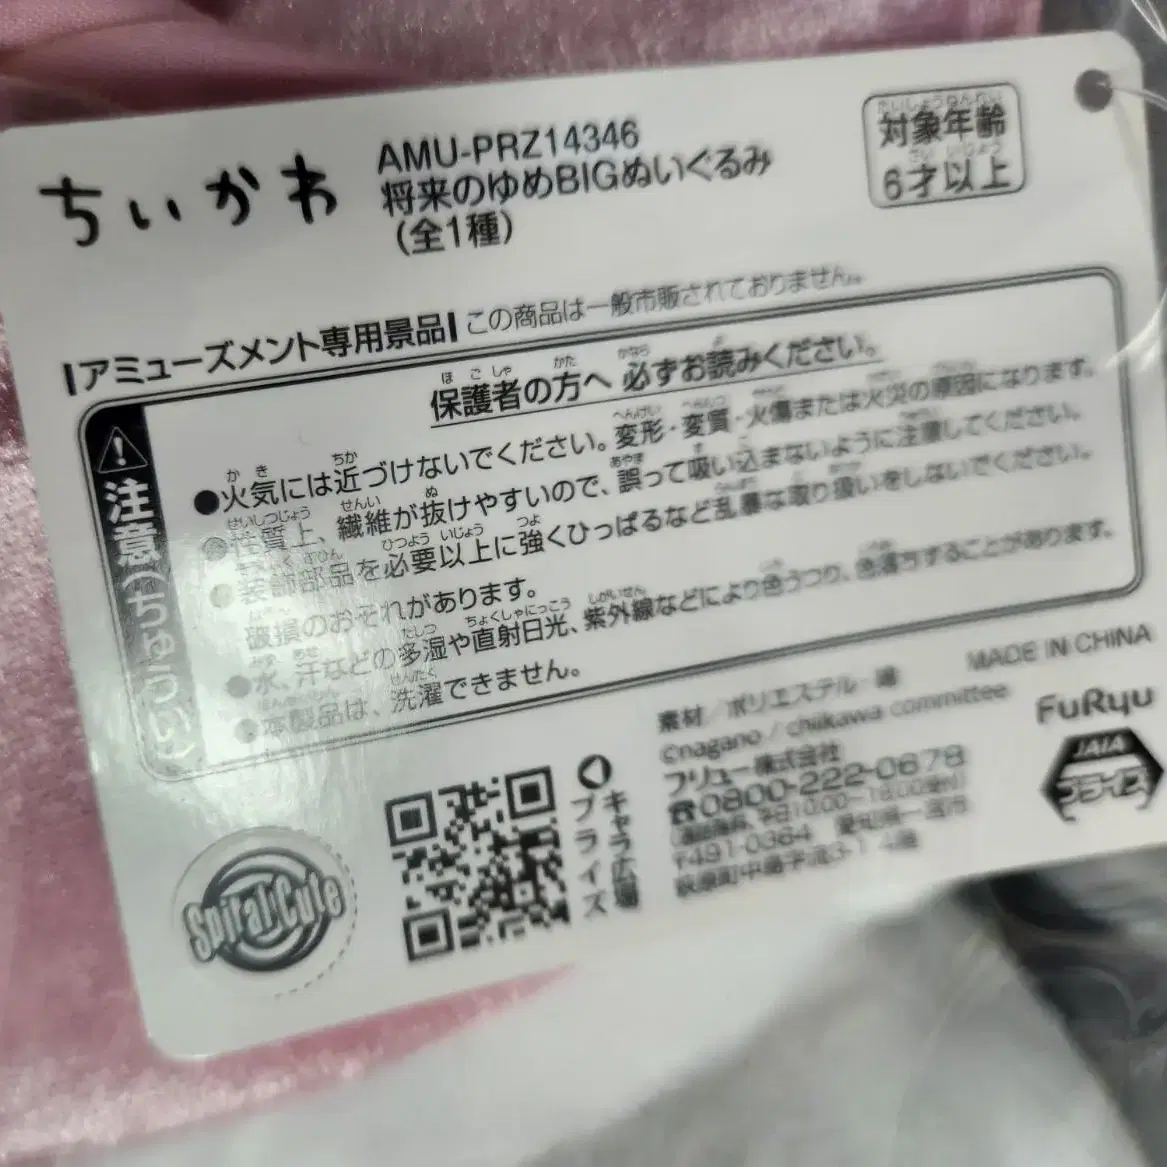 ちいかわ
AMU-PRZ14346
将来のゆめBIGぬいぐるみ
(全1種)
対象年齢
6才以上
アミューズメント専用景品
この商品は一般市販されておりません。
保護者の方へ 必ずお読みください。
注意(ちゅうい)
●火気には近づけないでください。変形・変質・火傷または火災の原因になります。
●性質上、繊維が抜けやすいので、誤って吸い込まないように注意してください。
●装飾部品を必要以上に強くひっぱるなど乱暴な取り扱いをしないでください。
破損のおそれがあります。
●水、汗などの多湿や直射日光、紫外線などにより色うつり、色落ちすることがあります。
●本製品は、洗濯できません。
素材/ポリエステル・綿
MADE IN CHINA
©nagano / chiikawa committee
フリュー株式会社
☎0800-222-0678
〒491-0364 愛知県一宮市
FuRyu
JAIA
プライズ
キャラ広場
プライズ
Spiral Cute